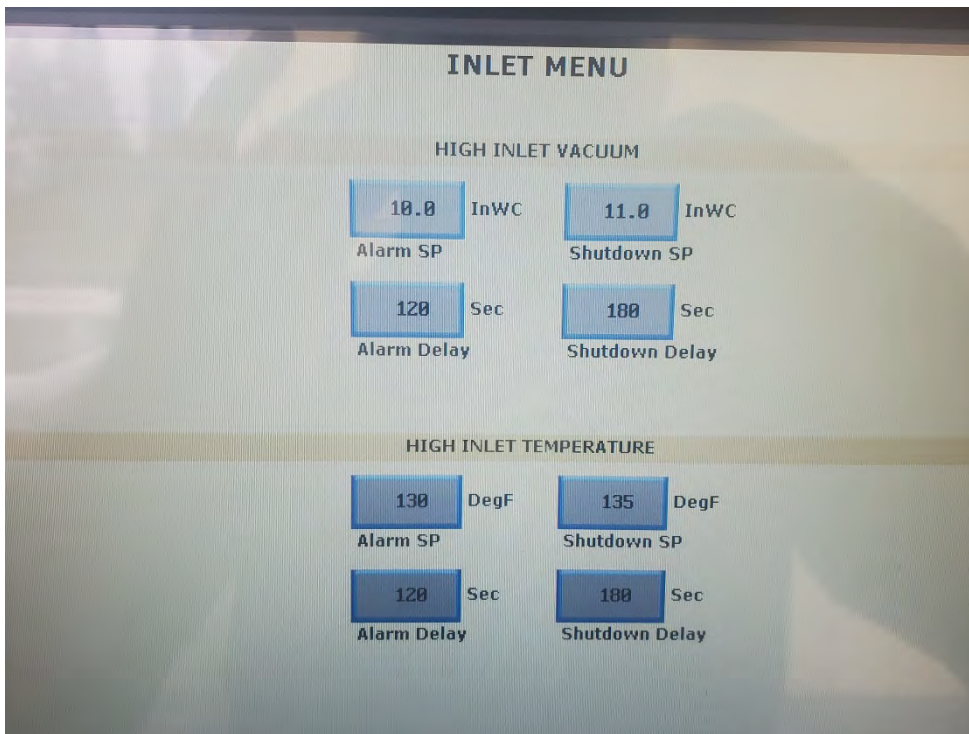 INLET MENU
HIGH INLET VACUUM
10.0 InWC 11.0 InWC
Alarm SP Shutdown SP
120 Sec 180 Sec
Alarm Delay Shutdown Delay
HIGH INLET TEMPERATURE
130 DegF 135 DegF
Alarm SP Shutdown SP
120 Sec 180 Sec
Alarm Delay Shutdown Delay